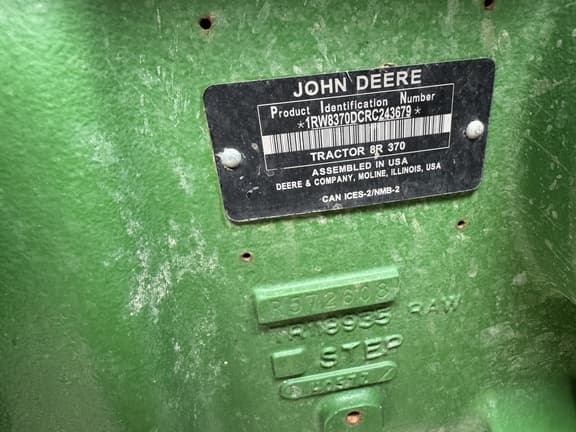 JOHN DEERE
Product Identification Number
*1RW8370DCRC243679*
TRACTOR 8R 370
ASSEMBLED IN USA
DEERE & COMPANY, MOLINE, ILLINOIS, USA
CAN ICES-2/NMB-2
RAW
STEP